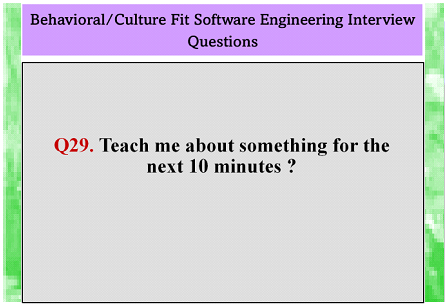 Behavioral/Culture Fit Software Engineering Interview
Questions
Q29. Teach me about something for the
next 10 minutes ?